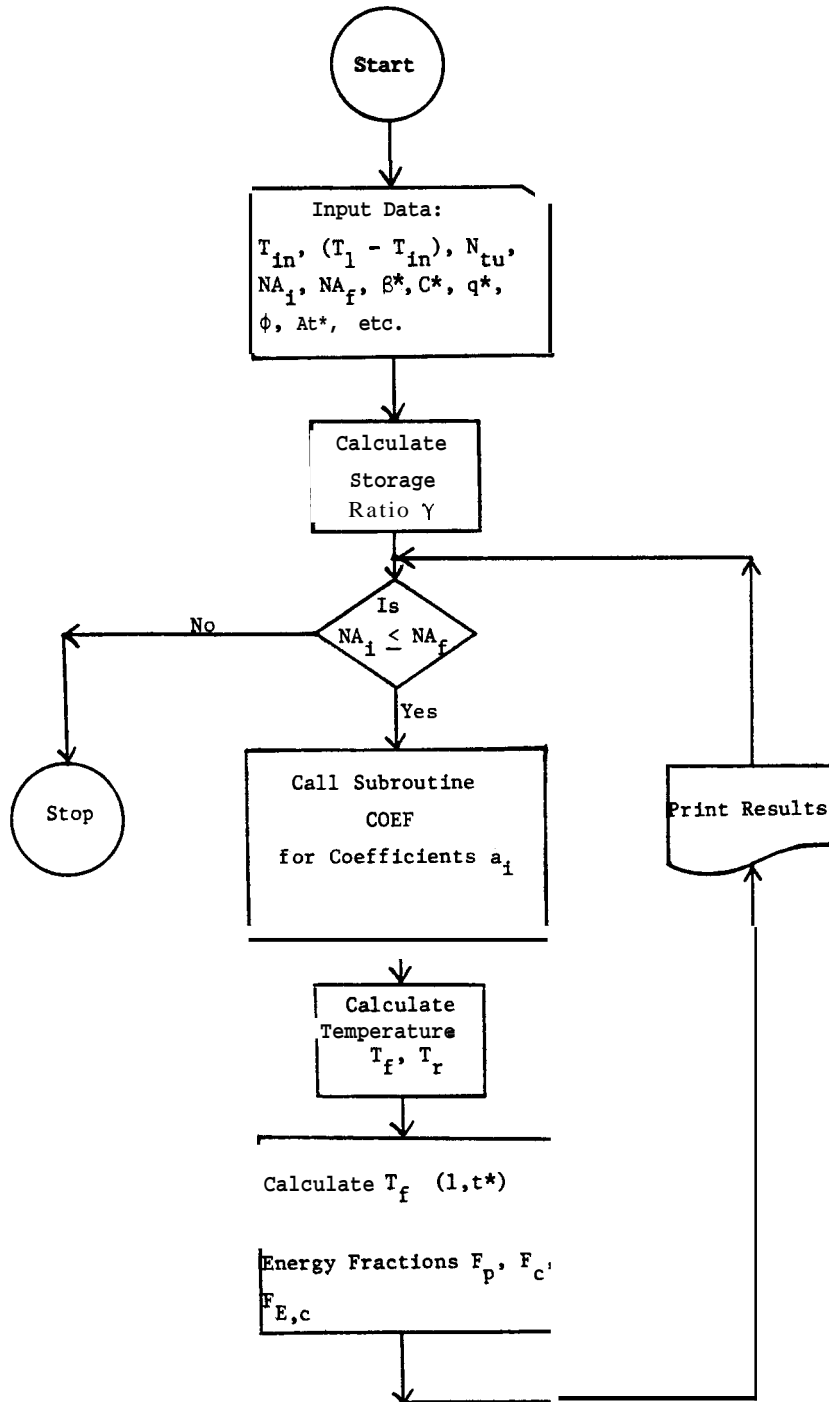 Start
Input Data:
T_in, (T_1 - T_in), N_tu,
NA_i, NA_f, β*, C*, q*,
ϕ, At*, etc.
Calculate
Storage
Ratio γ
Is
NA_i ≤ NA_f
No
Yes
Stop
Call Subroutine
COEF
for Coefficients a_i
Print Results
Calculate
Temperature
T_f, T_r
Calculate T_f (1,t*)
Energy Fractions F_p, F_c,
F_E,c